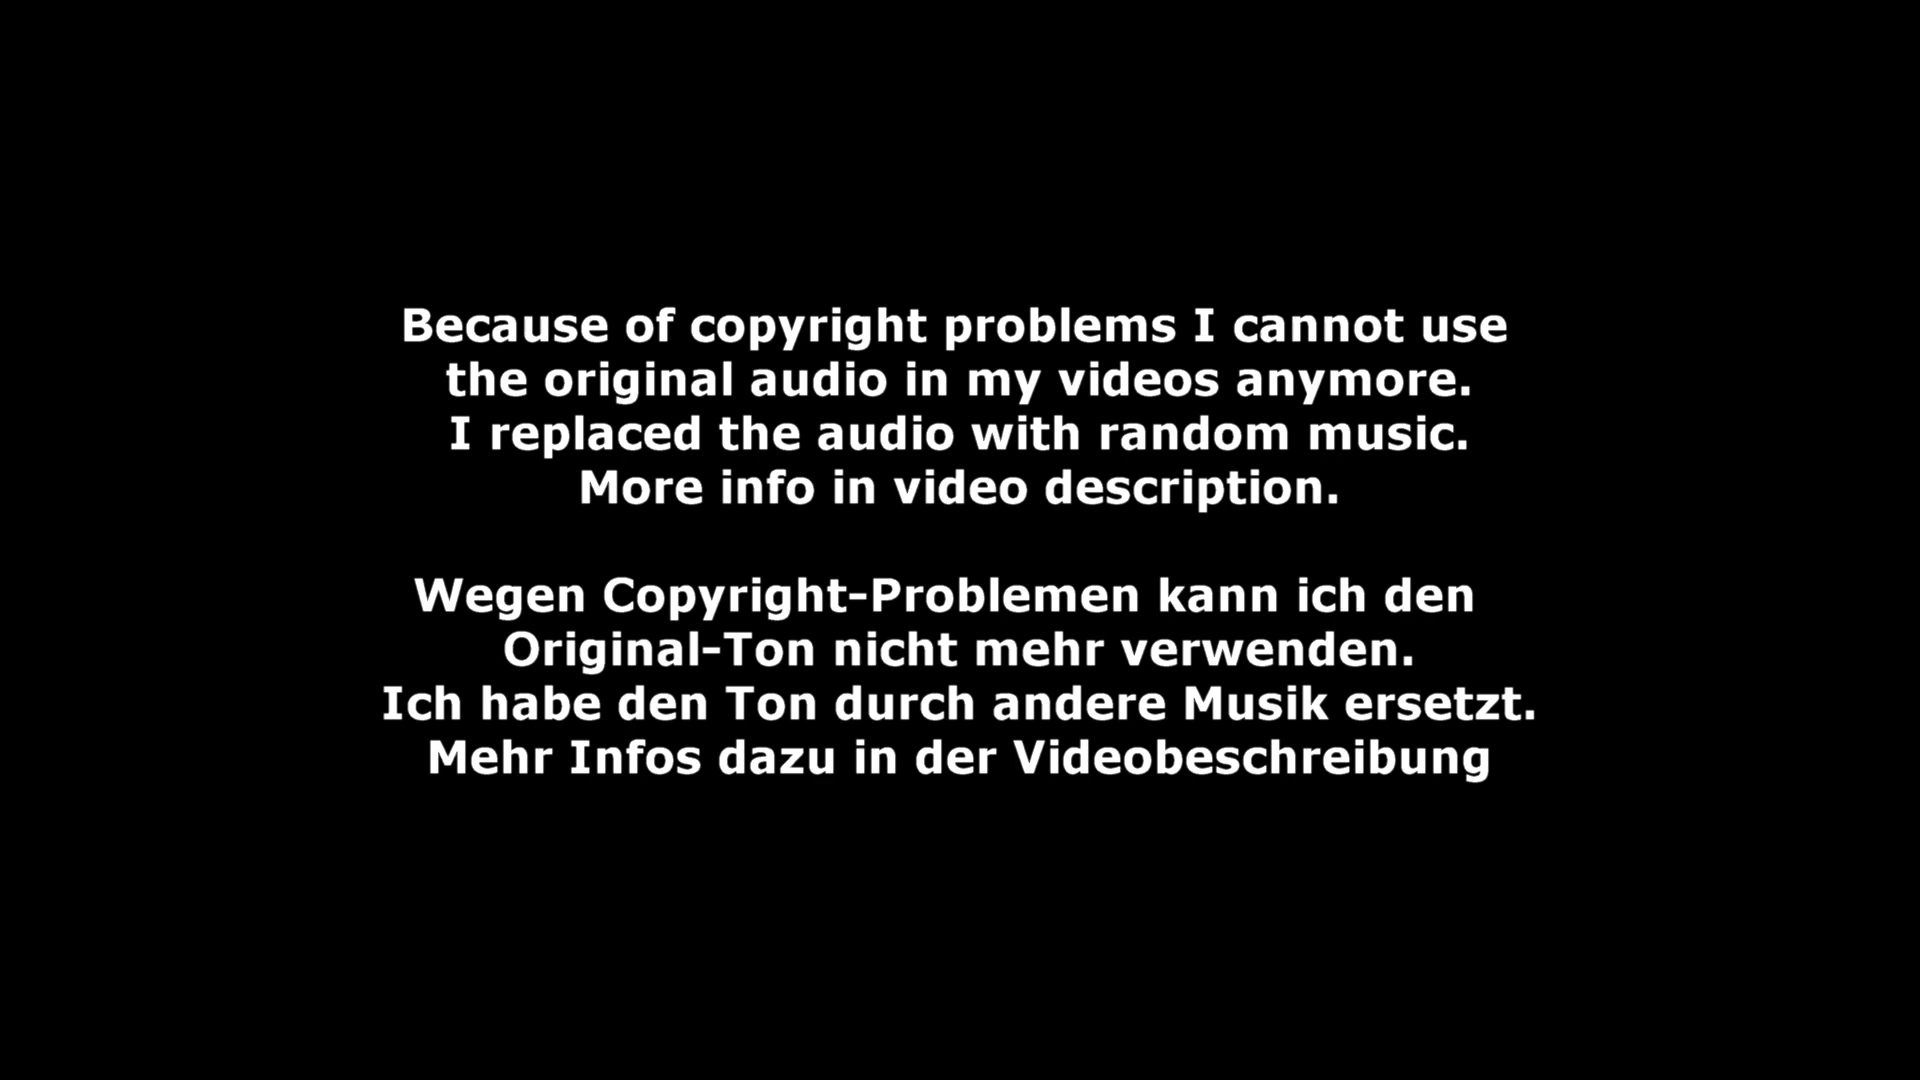 Because of copyright problems I cannot use
the original audio in my videos anymore.
I replaced the audio with random music.
More info in video description.
Wegen Copyright-Problemen kann ich den
Original-Ton nicht mehr verwenden.
Ich habe den Ton durch andere Musik ersetzt.
Mehr Infos dazu in der Videobeschreibung